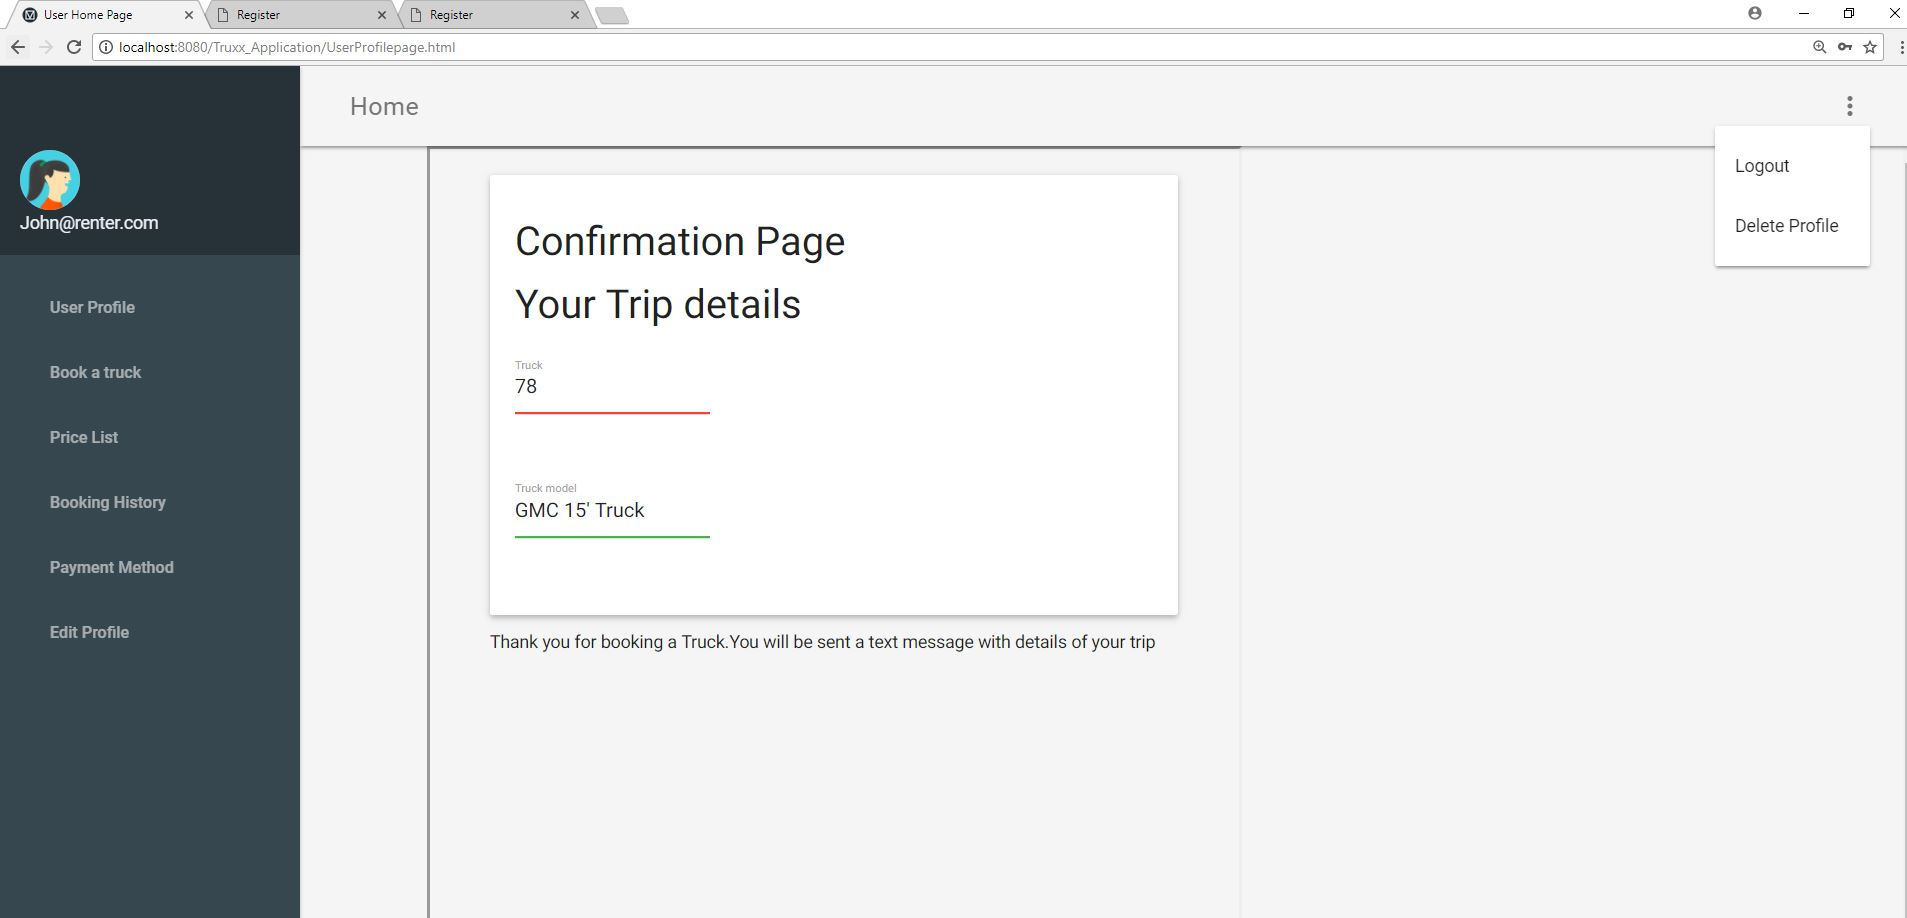 User Home Page
Register
Register
localhost:8080/Truxx_Application/UserProfilepage.html
Home
Logout
Delete Profile
John@renter.com
User Profile
Book a truck
Price List
Booking History
Payment Method
Edit Profile
Confirmation Page
Your Trip details
Truck
78
Truck model
GMC 15' Truck
Thank you for booking a Truck.You will be sent a text message with details of your trip